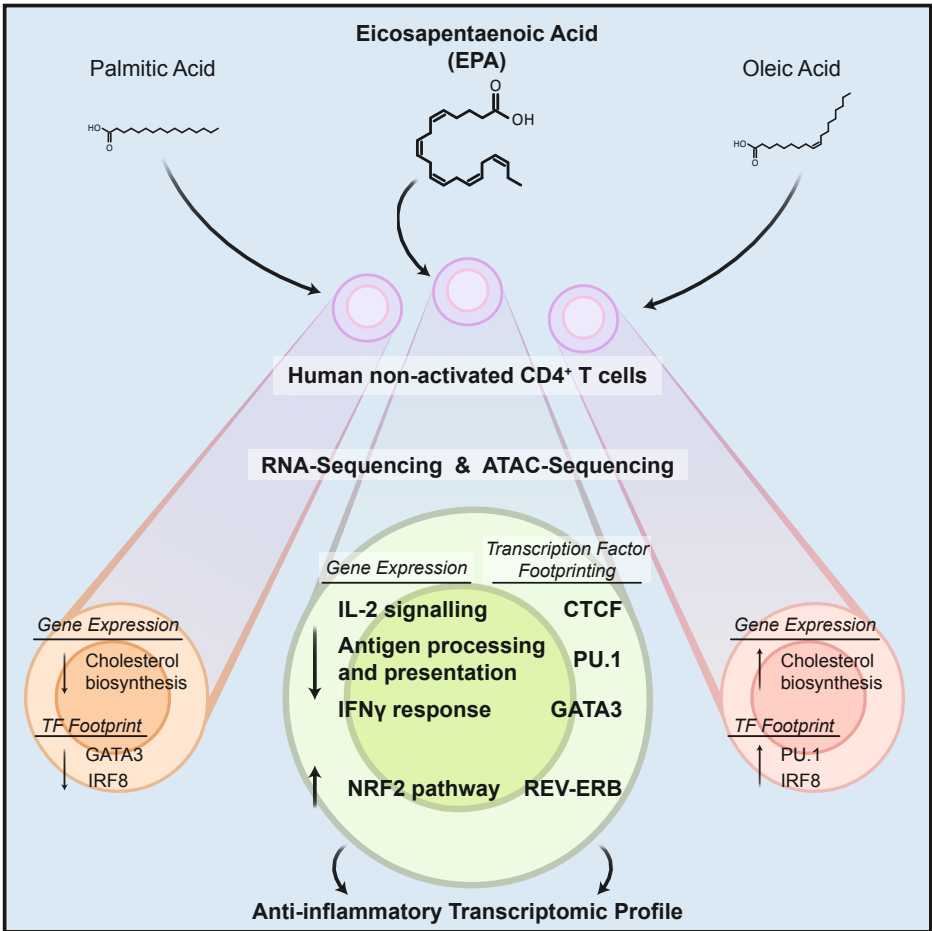 Eicosapentaenoic Acid
(EPA)
Palmitic Acid
Oleic Acid
HO
O
O
OH
HO
O
Human non-activated CD4⁺ T cells
RNA-Sequencing & ATAC-Sequencing
Gene Expression
Cholesterol
biosynthesis
TF Footprint
GATA3
IRF8
Gene Expression
Transcription Factor
Footprinting
IL-2 signalling
CTCF
Antigen processing
and presentation
PU.1
IFNγ response
GATA3
NRF2 pathway
REV-ERB
Gene Expression
Cholesterol
biosynthesis
TF Footprint
PU.1
IRF8
Anti-inflammatory Transcriptomic Profile